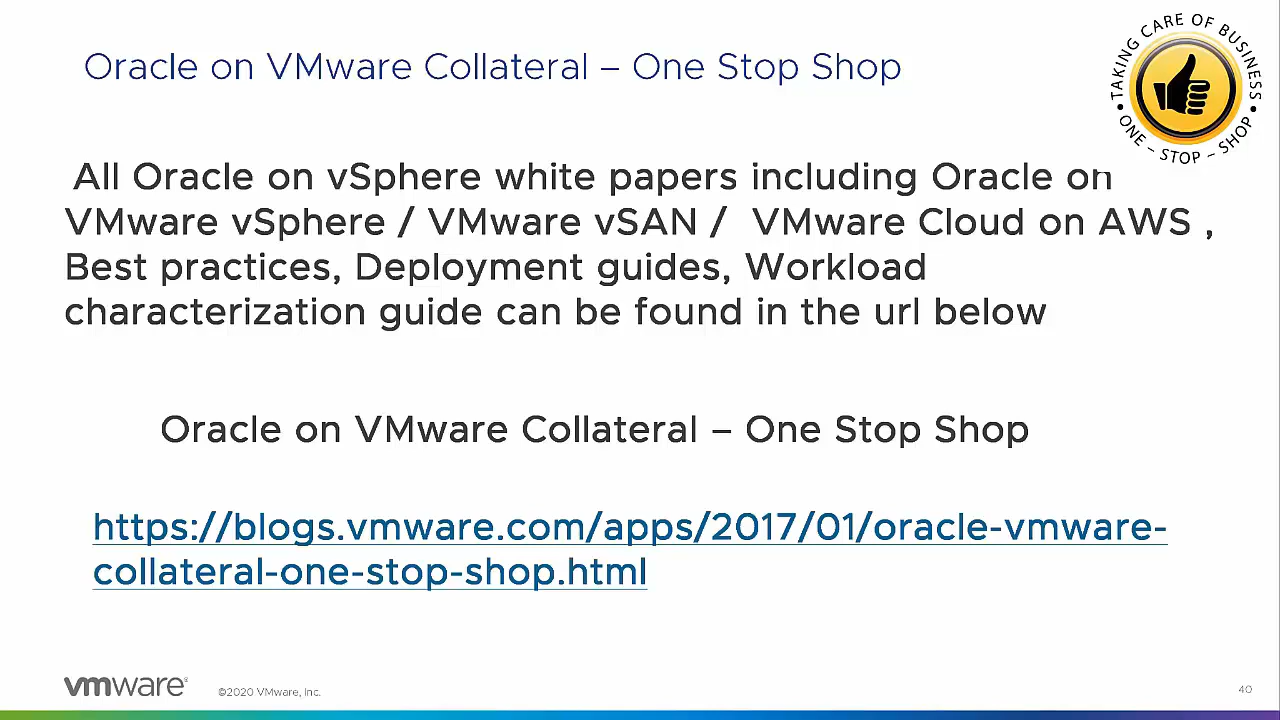 Oracle on VMware Collateral – One Stop Shop
• TAKING CARE OF BUSINESS •
ONE – STOP – SHOP
All Oracle on vSphere white papers including Oracle on
VMware vSphere / VMware vSAN /  VMware Cloud on AWS ,
Best practices, Deployment guides, Workload
characterization guide can be found in the url below
Oracle on VMware Collateral – One Stop Shop
https://blogs.vmware.com/apps/2017/01/oracle-vmware-
collateral-one-stop-shop.html
vmware®
©2020 VMware, Inc.
40